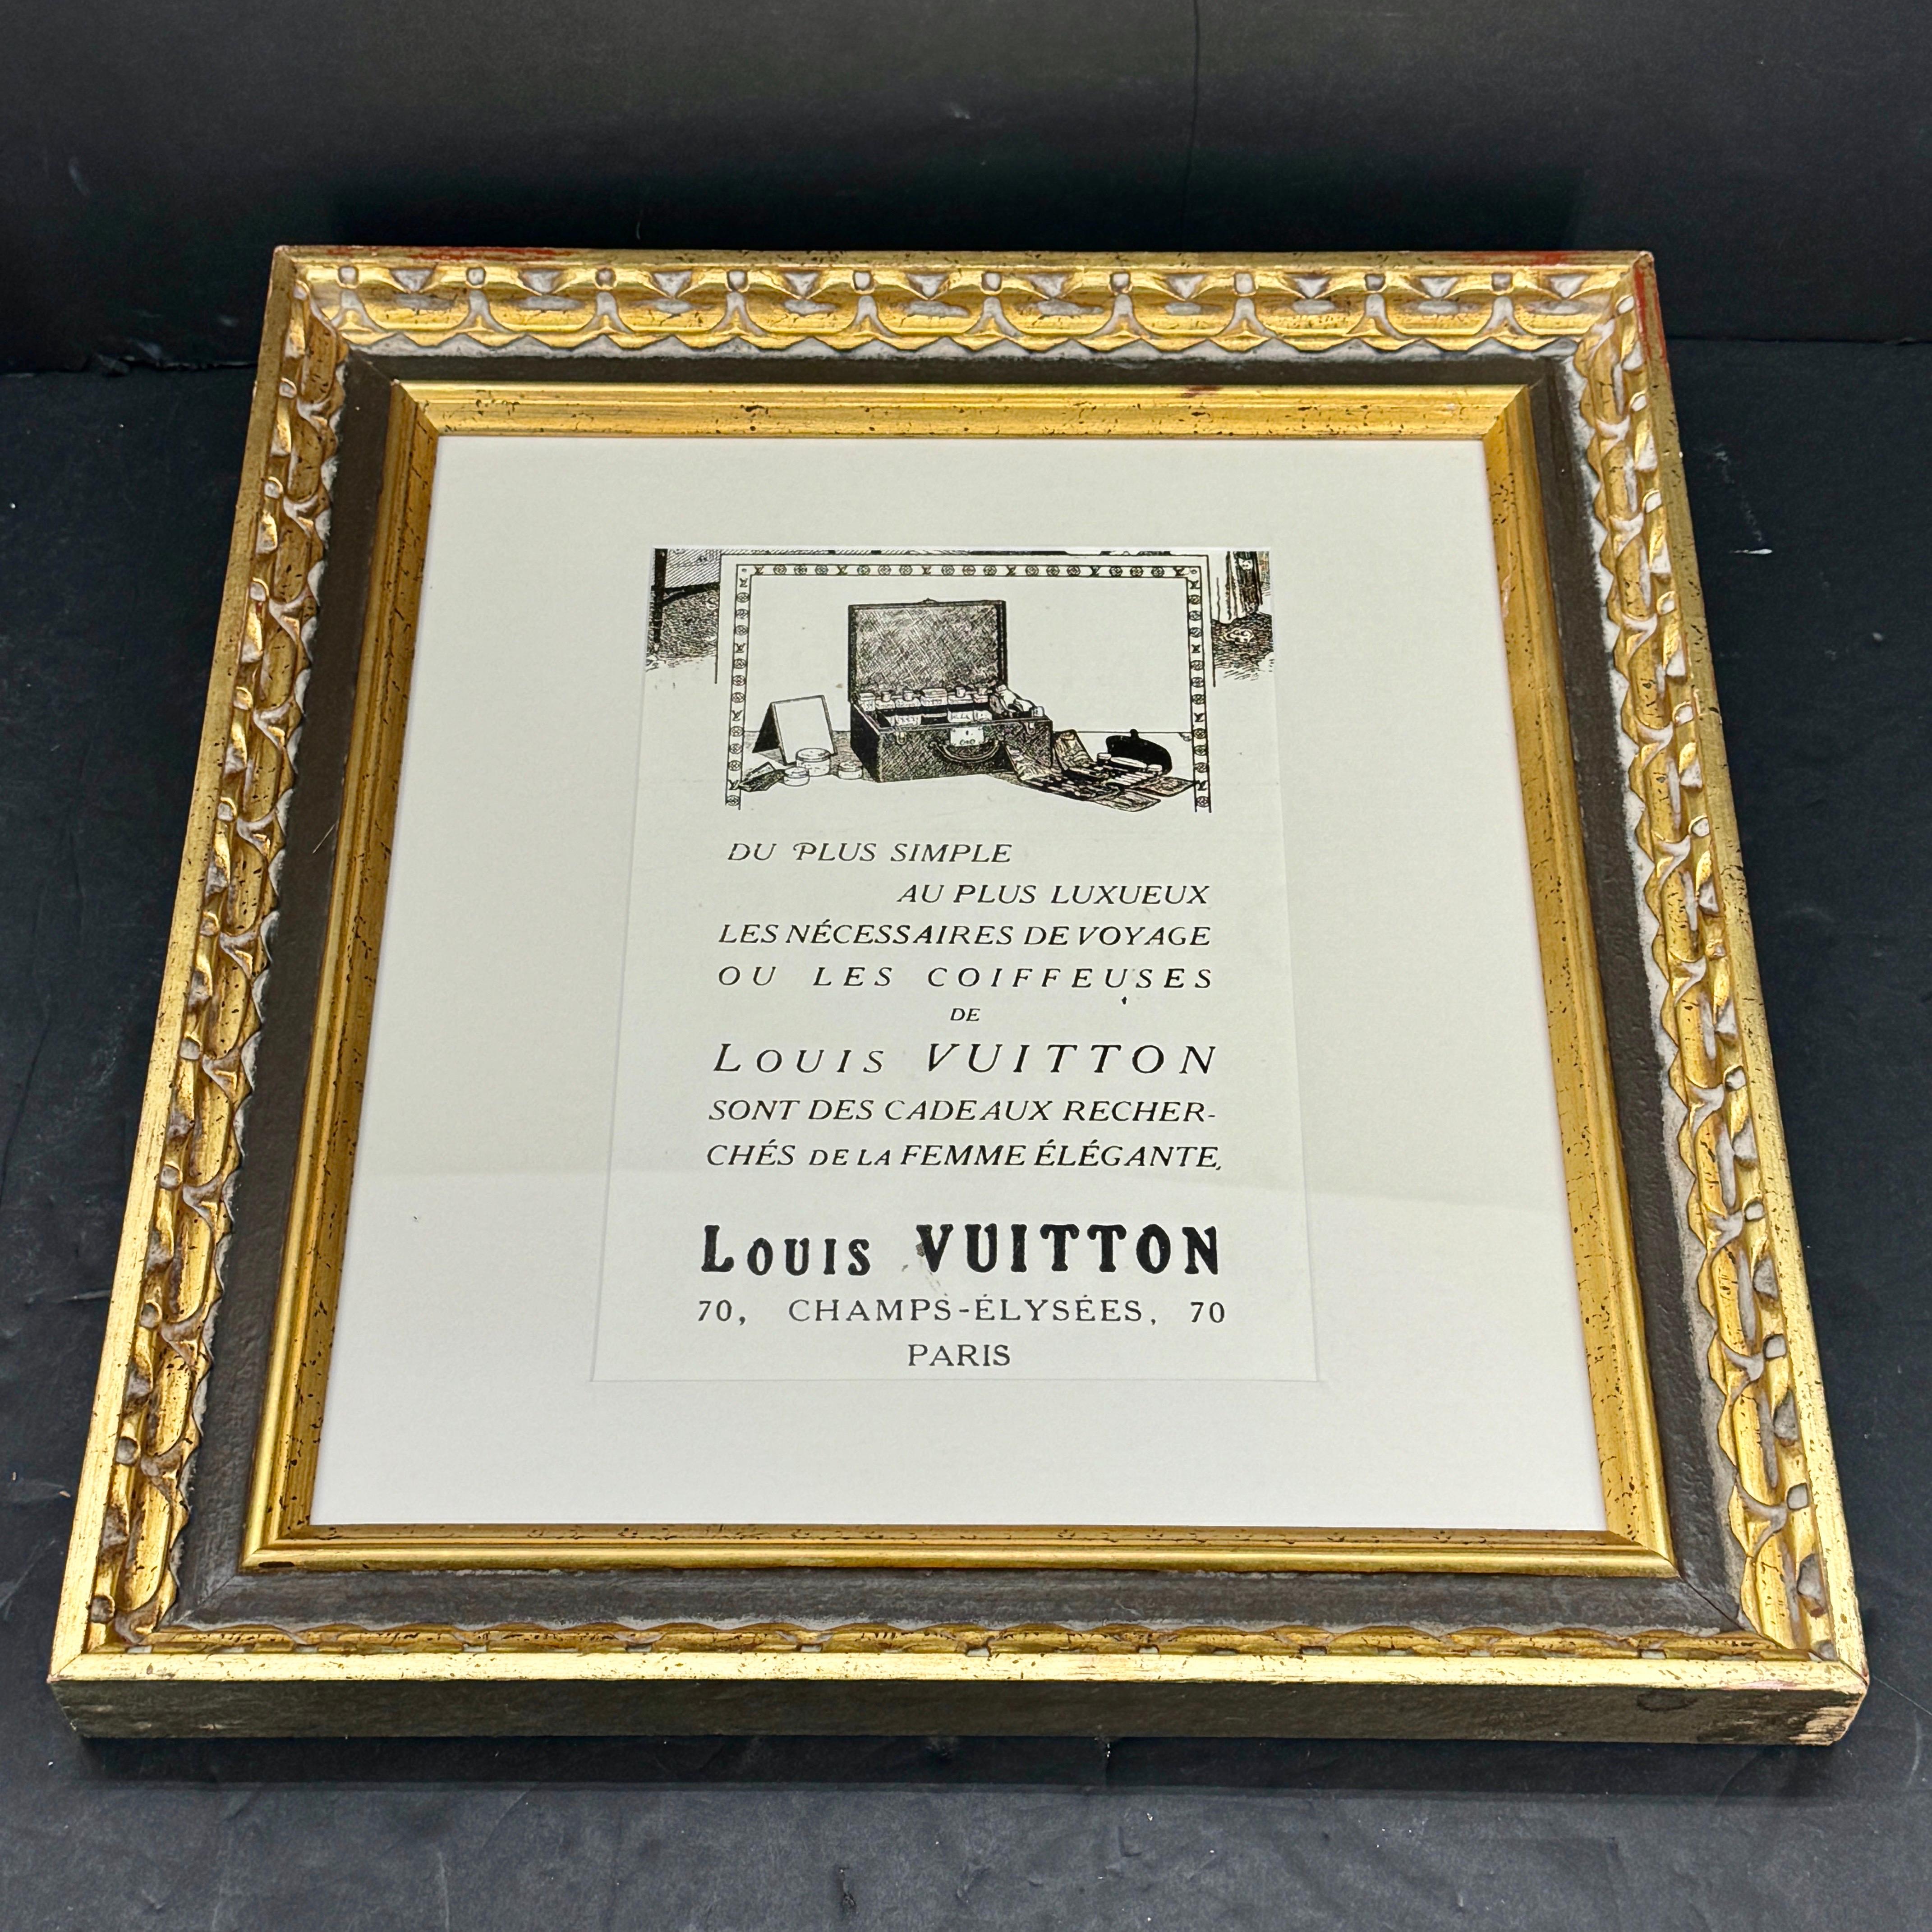 DU PLUS SIMPLE
AU PLUS LUXUEUX
LES NÉCESSAIRES DE VOYAGE
OU LES COIFFEUSES
DE
LOUIS VUITTON
SONT DES CADEAUX RECHER-
CHÉS DE LA FEMME ÉLÉGANTE,
LOUIS VUITTON
70, CHAMPS-ÉLYSÉES, 70
PARIS